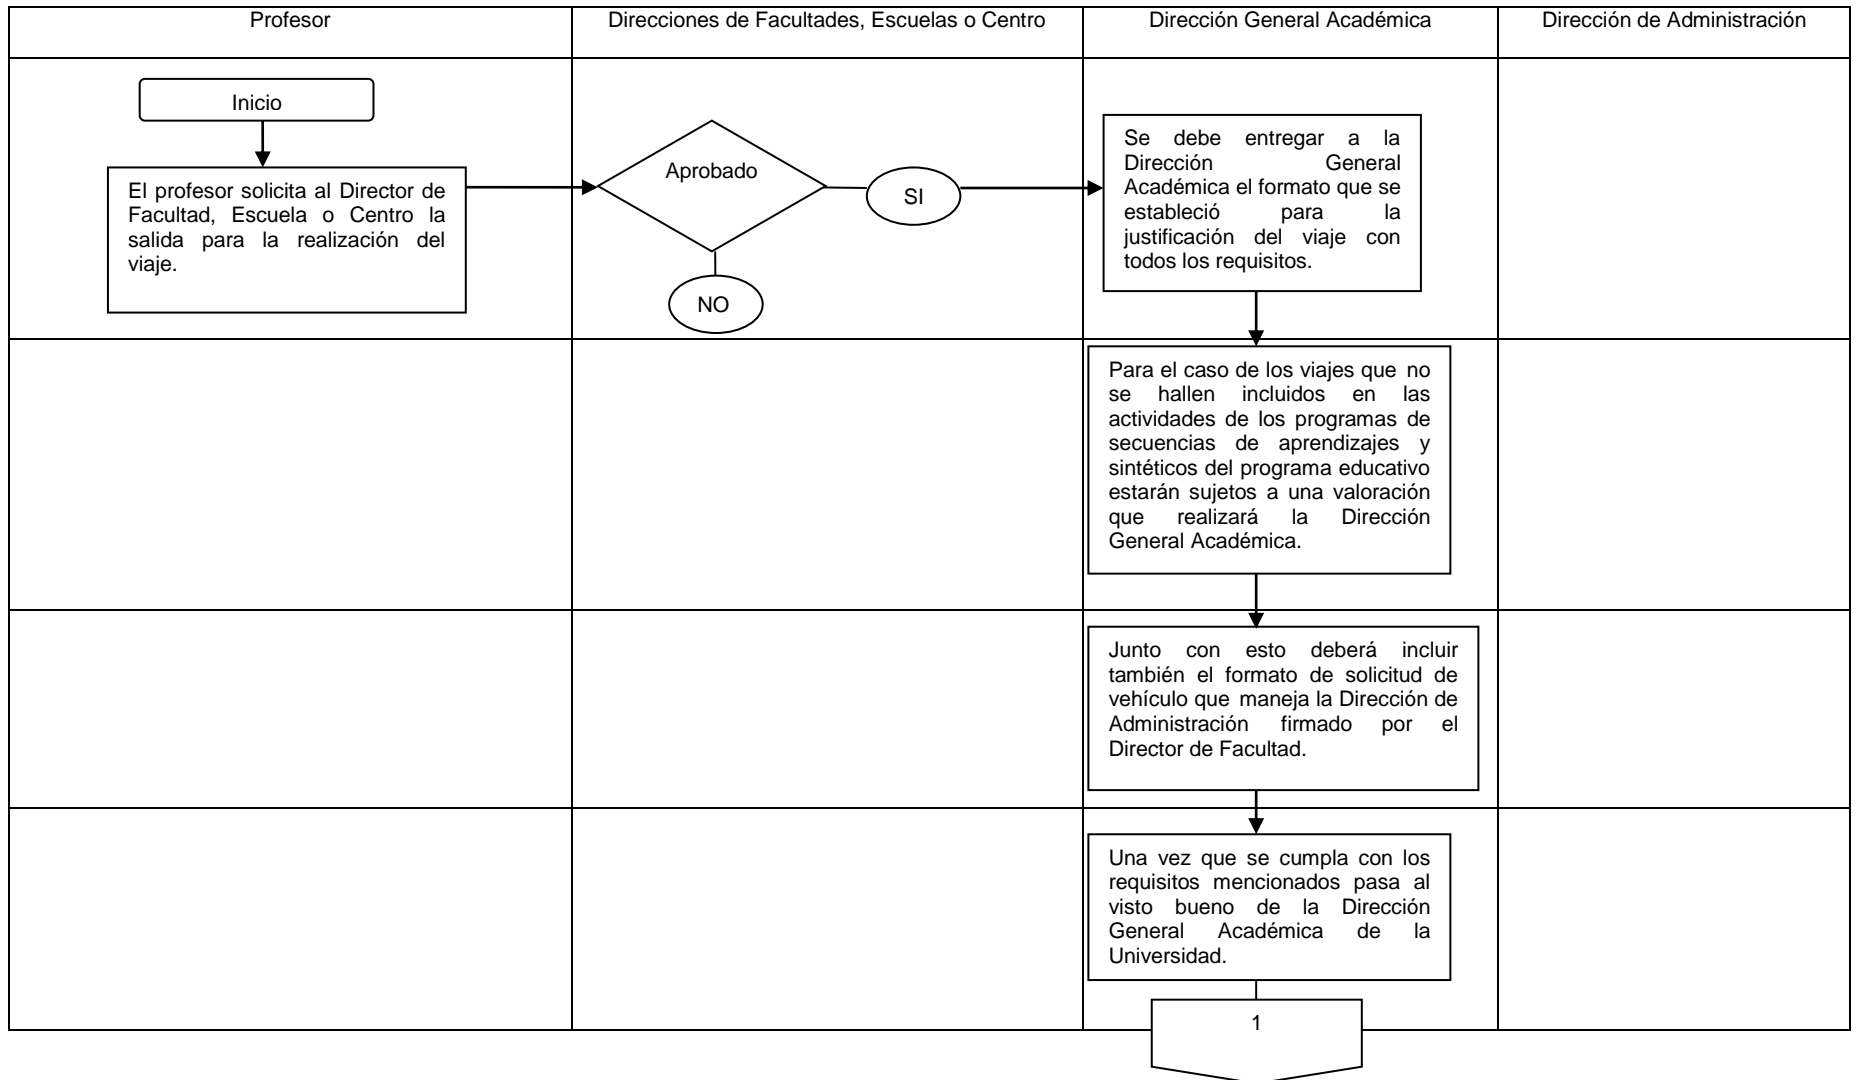 Profesor
Direcciones de Facultades, Escuelas o Centro
Dirección General Académica
Dirección de Administración
Inicio
El profesor solicita al Director de
Facultad, Escuela o Centro la
salida para la realización del
viaje.
Aprobado
SI
NO
Se debe entregar a la
Dirección General
Académica el formato que se
estableció para la
justificación del viaje con
todos los requisitos.
Para el caso de los viajes que no
se hallen incluidos en las
actividades de los programas de
secuencias de aprendizajes y
sintéticos del programa educativo
estarán sujetos a una valoración
que realizará la Dirección
General Académica.
Junto con esto deberá incluir
también el formato de solicitud de
vehículo que maneja la Dirección de
Administración firmado por el
Director de Facultad.
Una vez que se cumpla con los
requisitos mencionados pasa al
visto bueno de la Dirección
General Académica de la
Universidad.
1